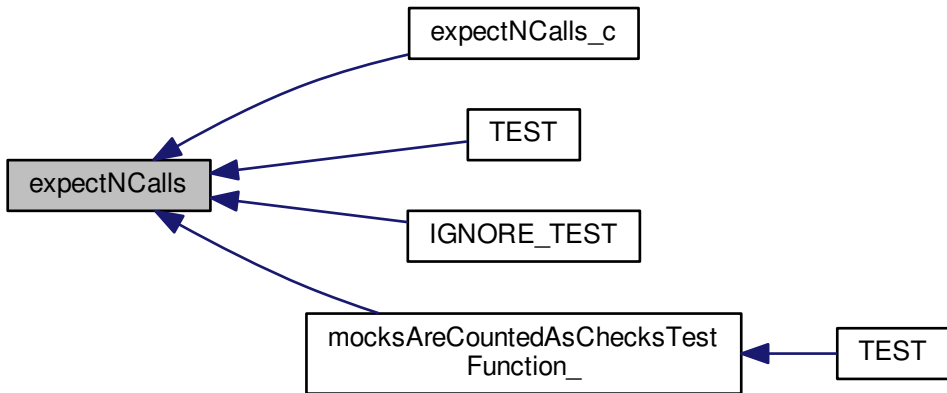 expectNCalls_c
TEST
expectNCalls
IGNORE_TEST
mocksAreCountedAsChecksTest
Function_
TEST